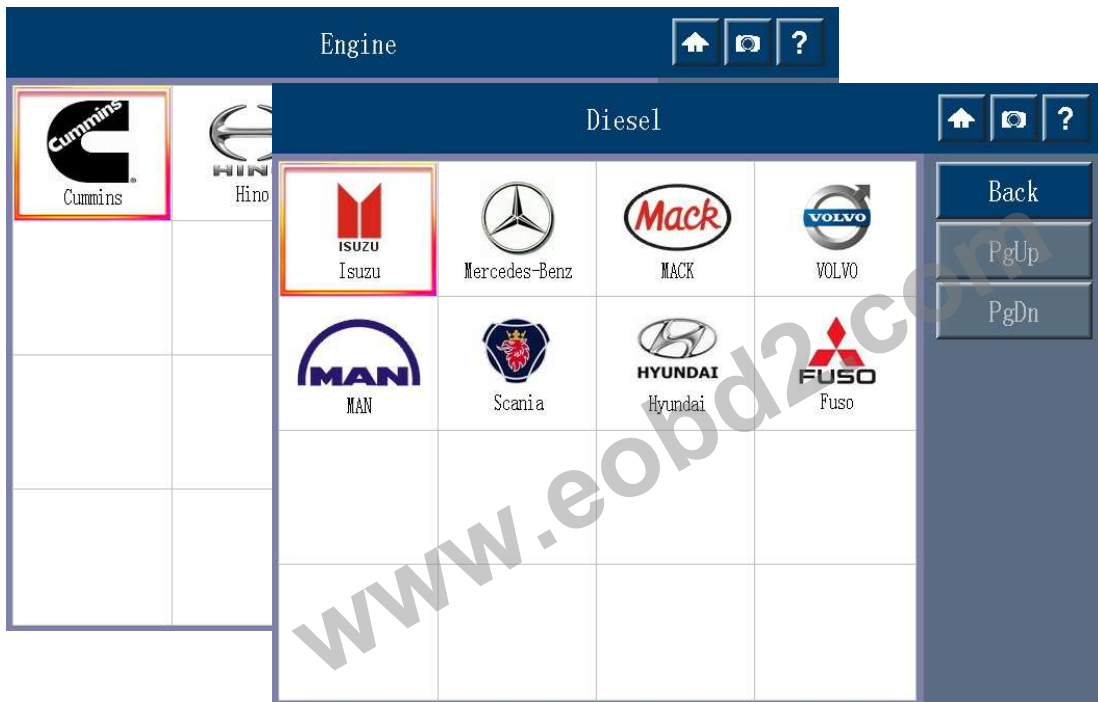 Engine
?
Cummins
Cummins
HINO
Hino
Diesel
?
ISUZU
Isuzu
Mercedes-Benz
Mack
MACK
VOLVO
VOLVO
Back
PgUp
PgDn
MAN
MAN
Scania
HYUNDAI
Hyundai
FUSO
Fuso
www.eobd2.com